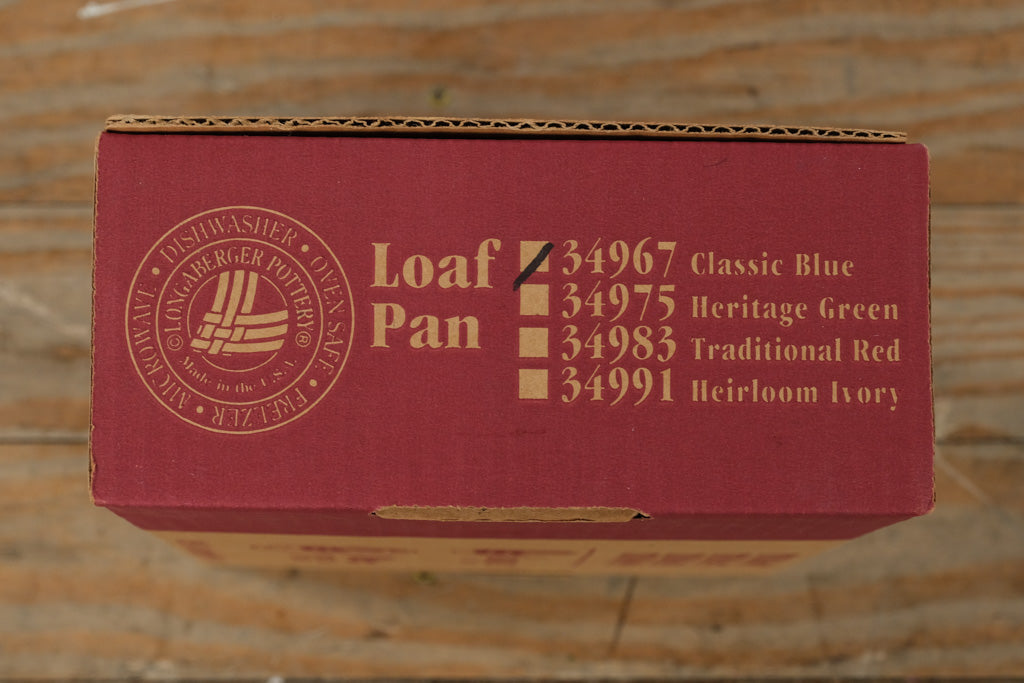 MICROWAVE • DISHWASHER • OVEN SAFE • FREEZER •
©LONGABERGER POTTERY®
Made in the U.S.A.
Loaf
Pan
34967 Classic Blue
34975 Heritage Green
34983 Traditional Red
34991 Heirloom Ivory